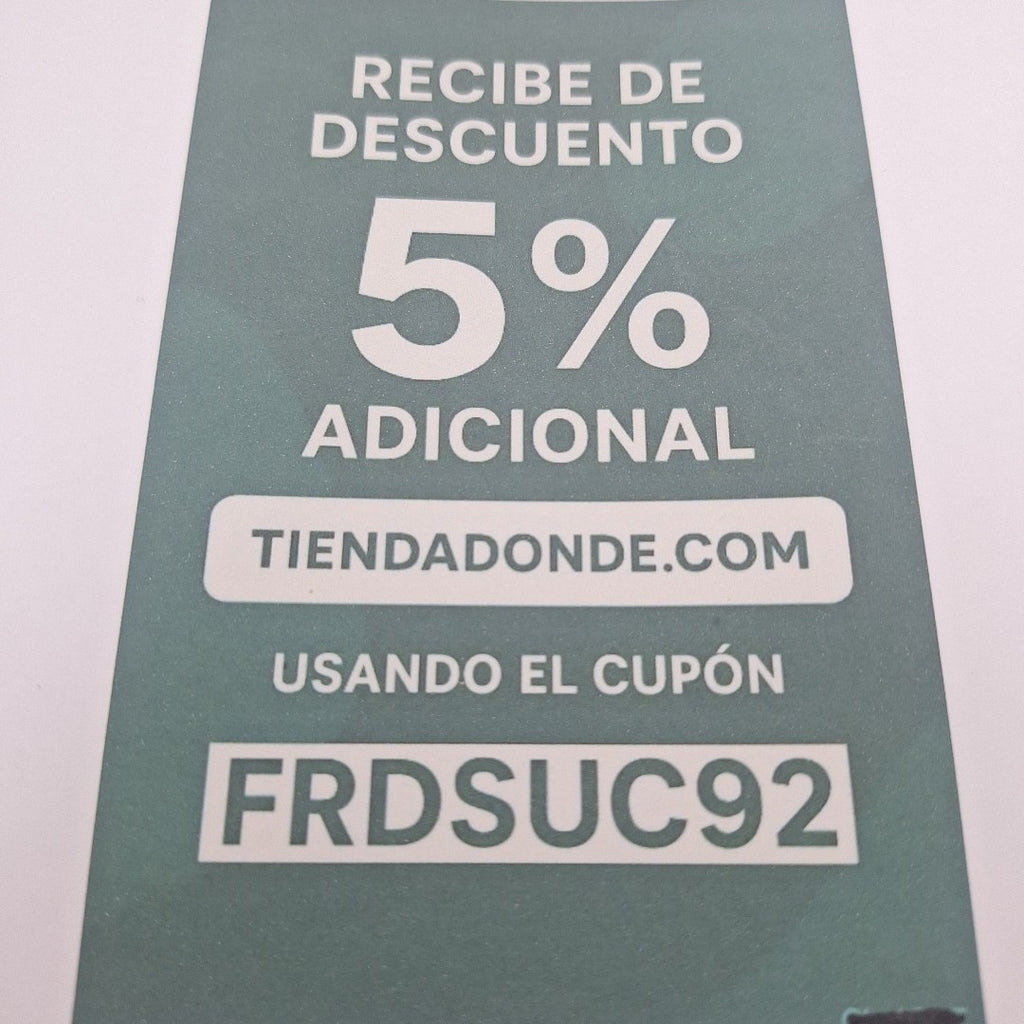 RECIBE DE
DESCUENTO
5%
ADICIONAL
TIENDADONDE.COM
USANDO EL CUPÓN
FRDSUC92